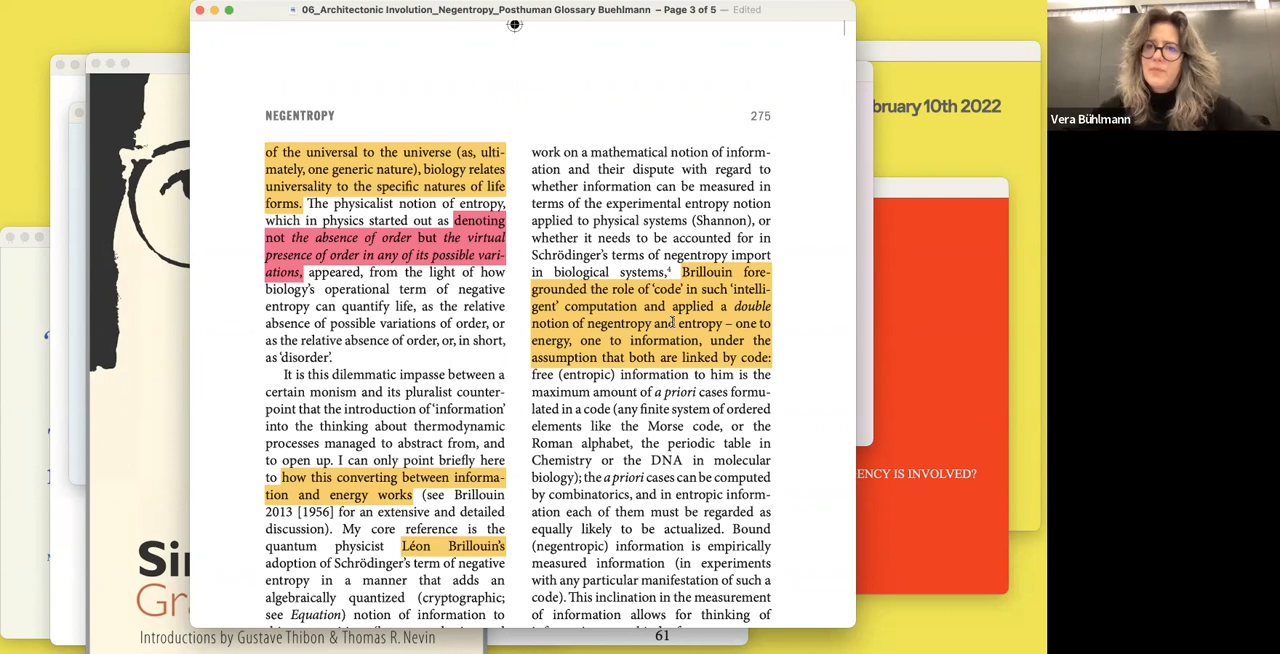 06_Architectonic Involution_Negentropy_Posthuman Glossary Buehlmann – Page 3 of 5 — Edited
NEGENTROPY
275
of the universal to the universe (as, ulti-
mately, one generic nature), biology relates
universality to the specific natures of life
forms. The physicalist notion of entropy,
which in physics started out as denoting
not the absence of order but the virtual
presence of order in any of its possible vari-
ations, appeared, from the light of how
biology's operational term of negative
entropy can quantify life, as the relative
absence of possible variations of order, or
as the relative absence of order, or, in short,
as 'disorder'.
It is this dilemmatic impasse between a
certain monism and its pluralist counter-
point that the introduction of 'information'
into the thinking about thermodynamic
processes managed to abstract from, and
to open up. I can only point briefly here
to how this converting between informa-
tion and energy works (see Brillouin
2013 [1956] for an extensive and detailed
discussion). My core reference is the
quantum physicist Léon Brillouin's
adoption of Schrödinger's term of negative
entropy in a manner that adds an
algebraically quantized (cryptographic;
see Equation) notion of information to
work on a mathematical notion of inform-
ation and their dispute with regard to
whether information can be measured in
terms of the experimental entropy notion
applied to physical systems (Shannon), or
whether it needs to be accounted for in
Schrödinger's terms of negentropy import
in biological systems,⁴ Brillouin fore-
grounded the role of 'code' in such 'intelli-
gent' computation and applied a double
notion of negentropy and entropy – one to
energy, one to information, under the
assumption that both are linked by code:
free (entropic) information to him is the
maximum amount of a priori cases formu-
lated in a code (any finite system of ordered
elements like the Morse code, or the
Roman alphabet, the periodic table in
Chemistry or the DNA in molecular
biology); the a priori cases can be computed
by combinatorics, and in entropic inform-
ation each of them must be regarded as
equally likely to be actualized. Bound
(negentropic) information is empirically
measured information (in experiments
with any particular manifestation of such a
code). This inclination in the measurement
of information allows for thinking of
bruary 10th 2022
ENCY IS INVOLVED?
Vera Bühlmann
Si
Gr
Introductions by Gustave Thibon & Thomas R. Nevin
61